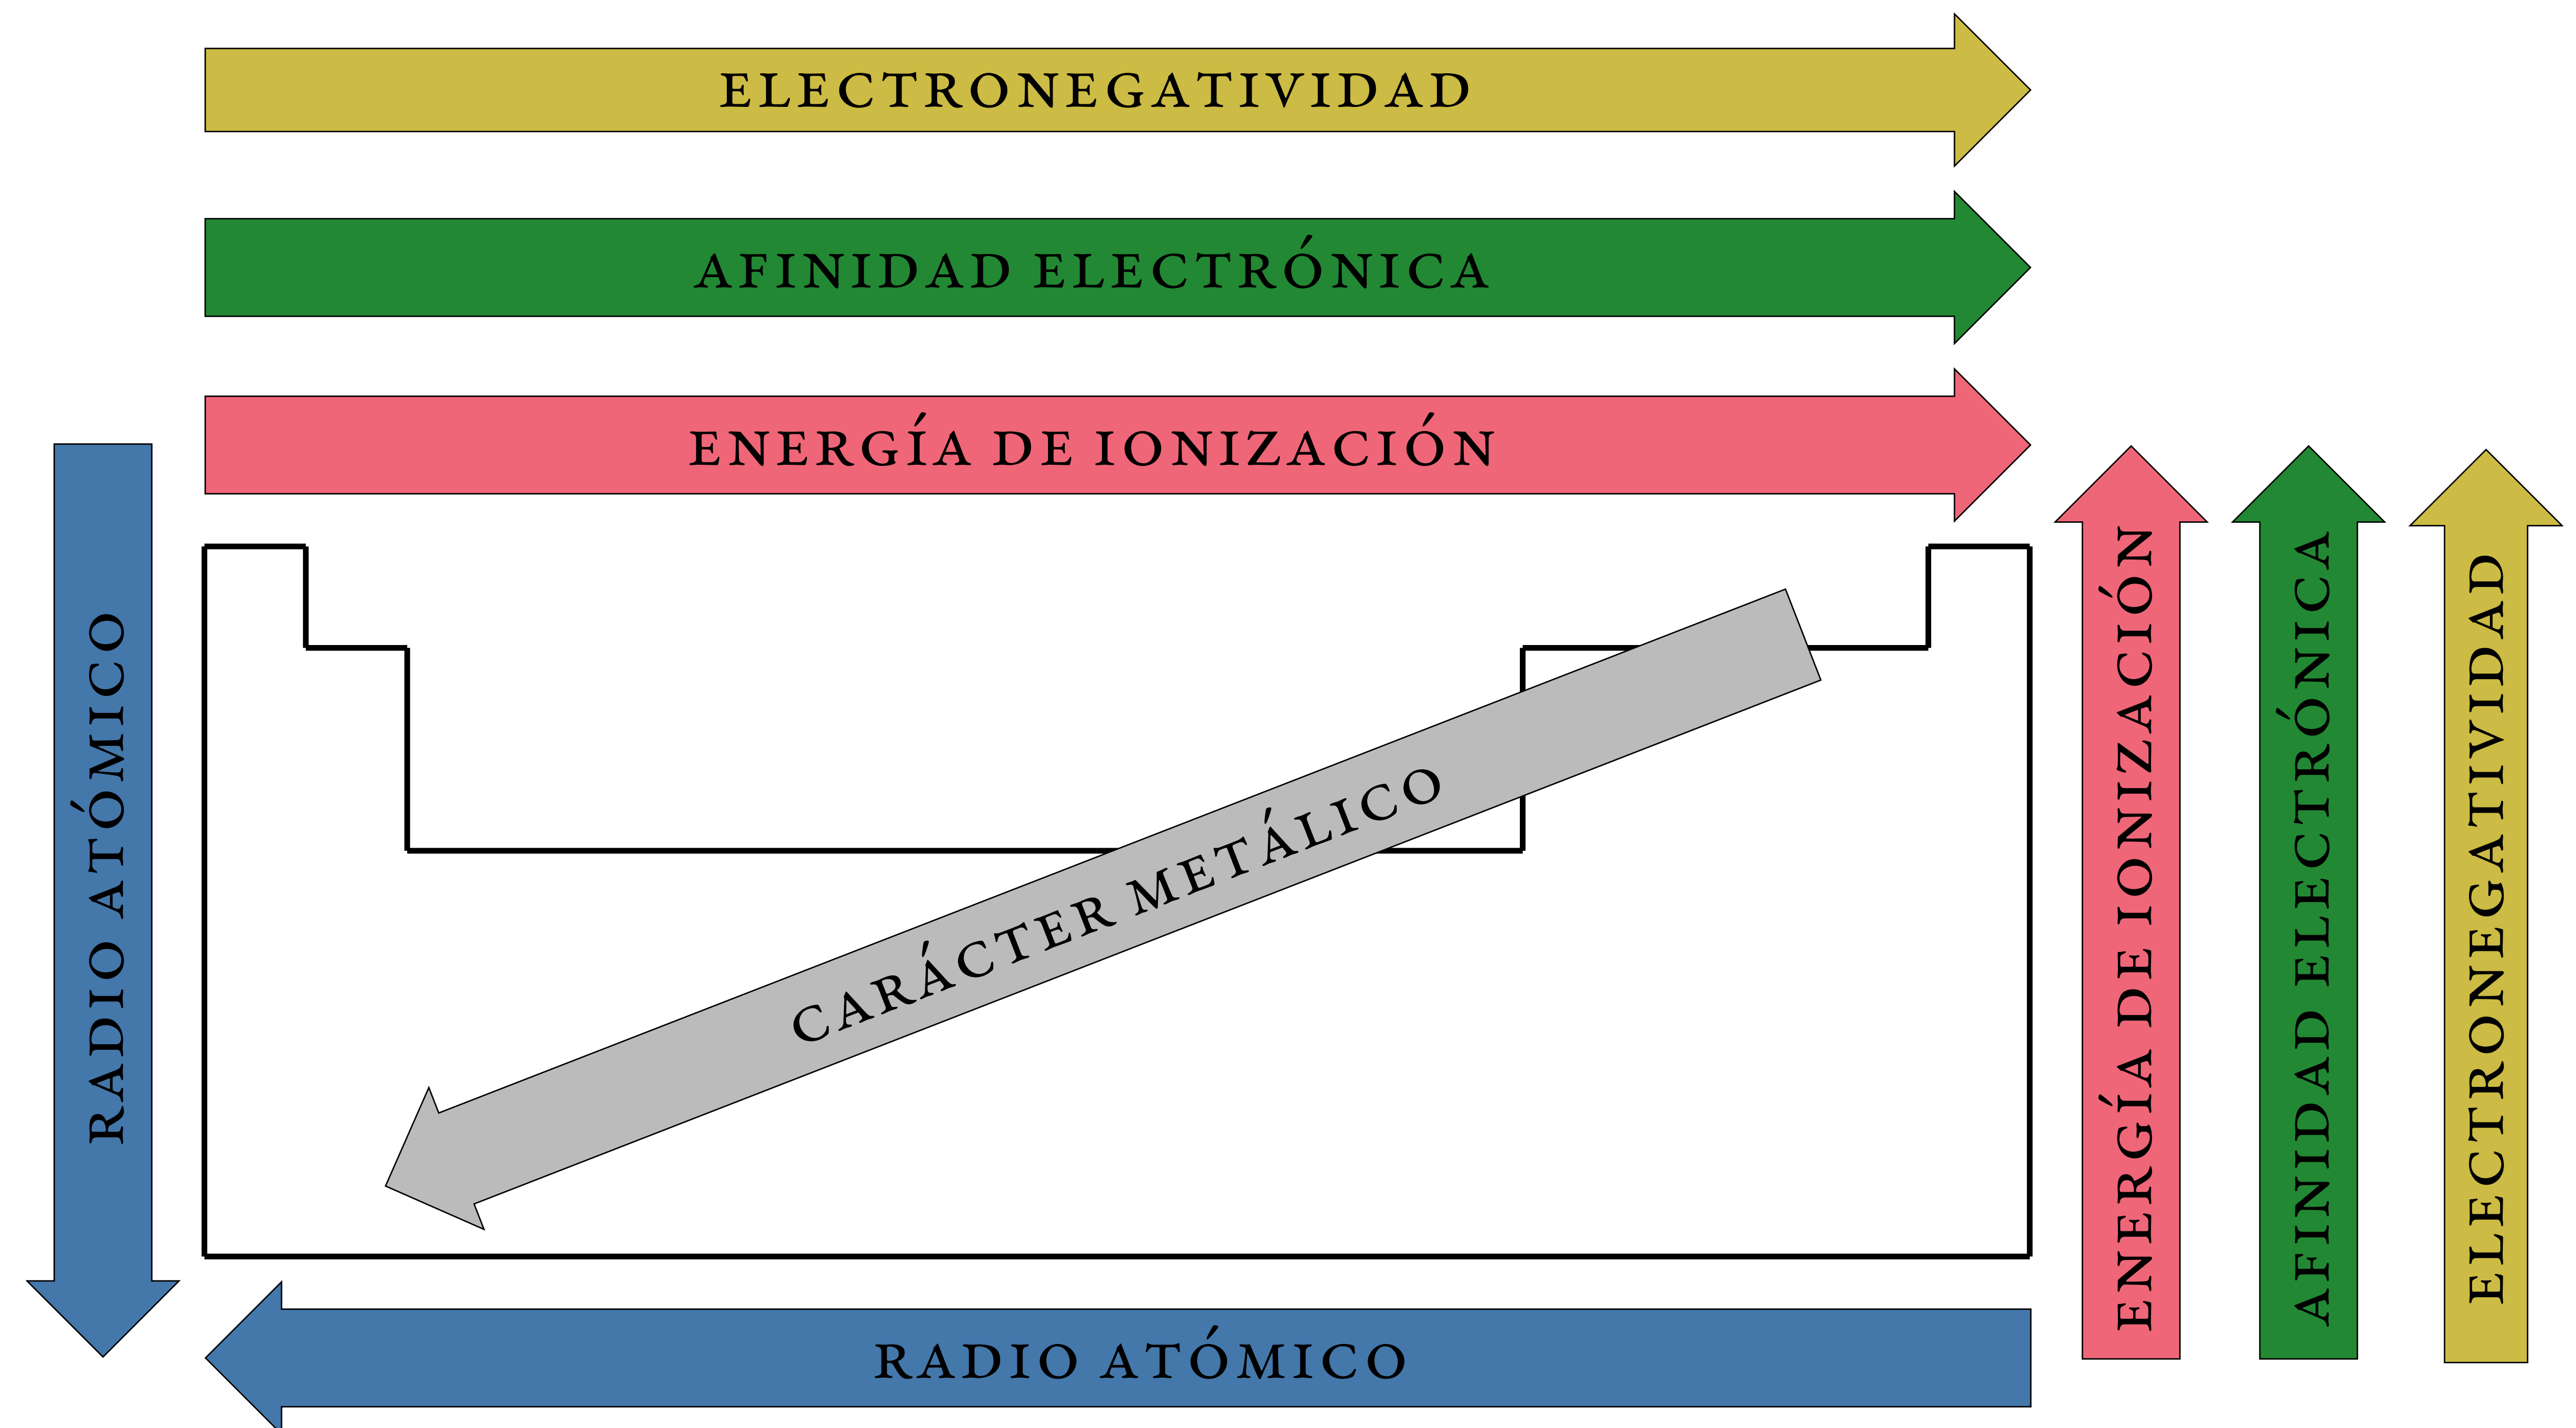 ELECTRONEGATIVIDAD
AFINIDAD ELECTRÓNICA
ENERGÍA DE IONIZACIÓN
RADIO ATÓMICO
CARÁCTER METÁLICO
ENERGÍA DE IONIZACIÓN
AFINIDAD ELECTRÓNICA
ELECTRONEGATIVIDAD
RADIO ATÓMICO